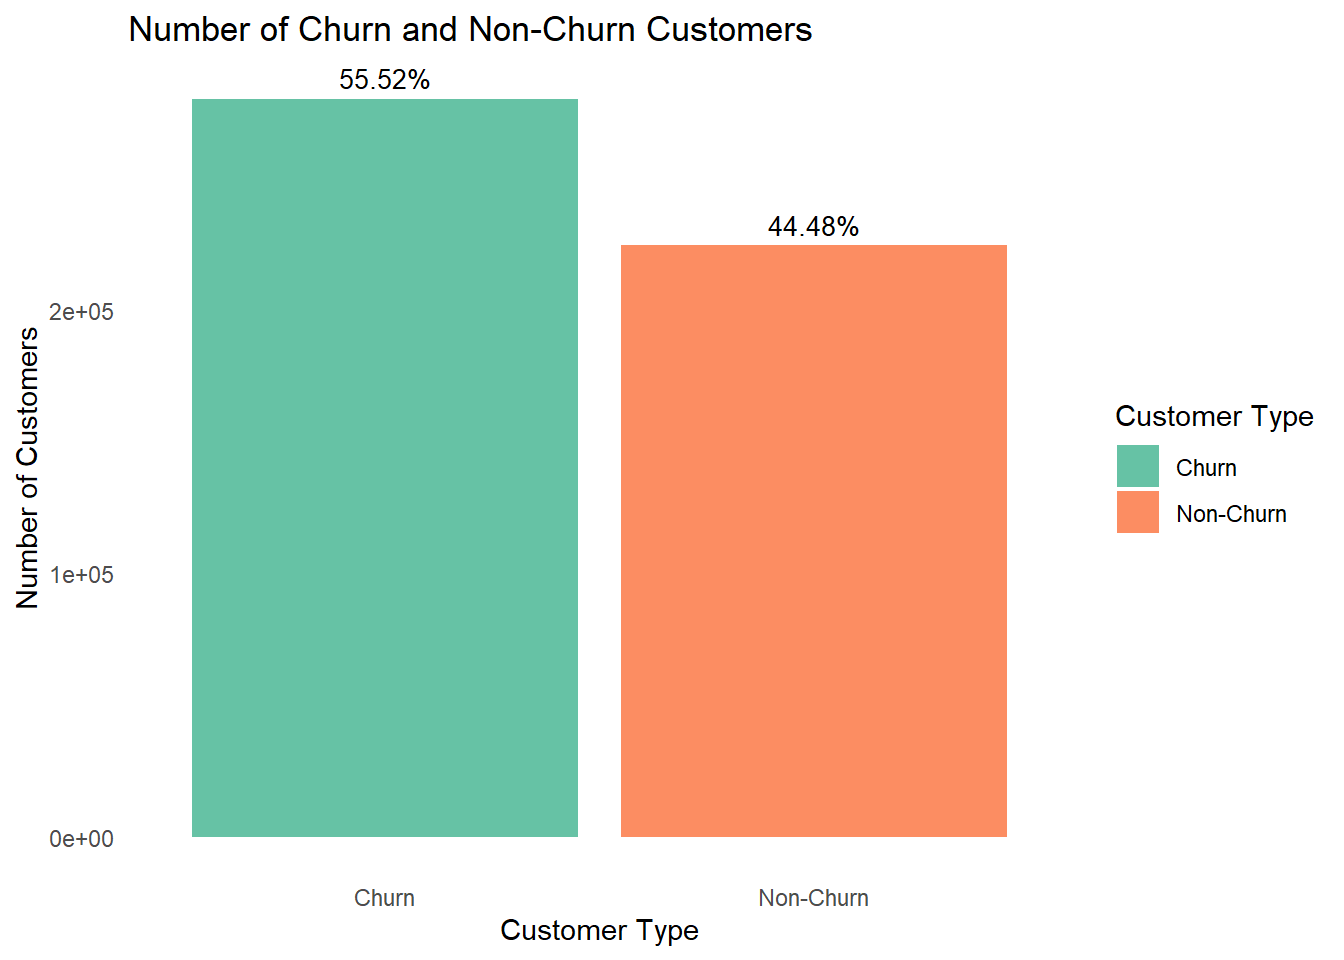 Number of Churn and Non-Churn Customers
55.52%
44.48%
Number of Customers
2e+05
1e+05
0e+00
Churn
Non-Churn
Customer Type
Customer Type
Churn
Non-Churn